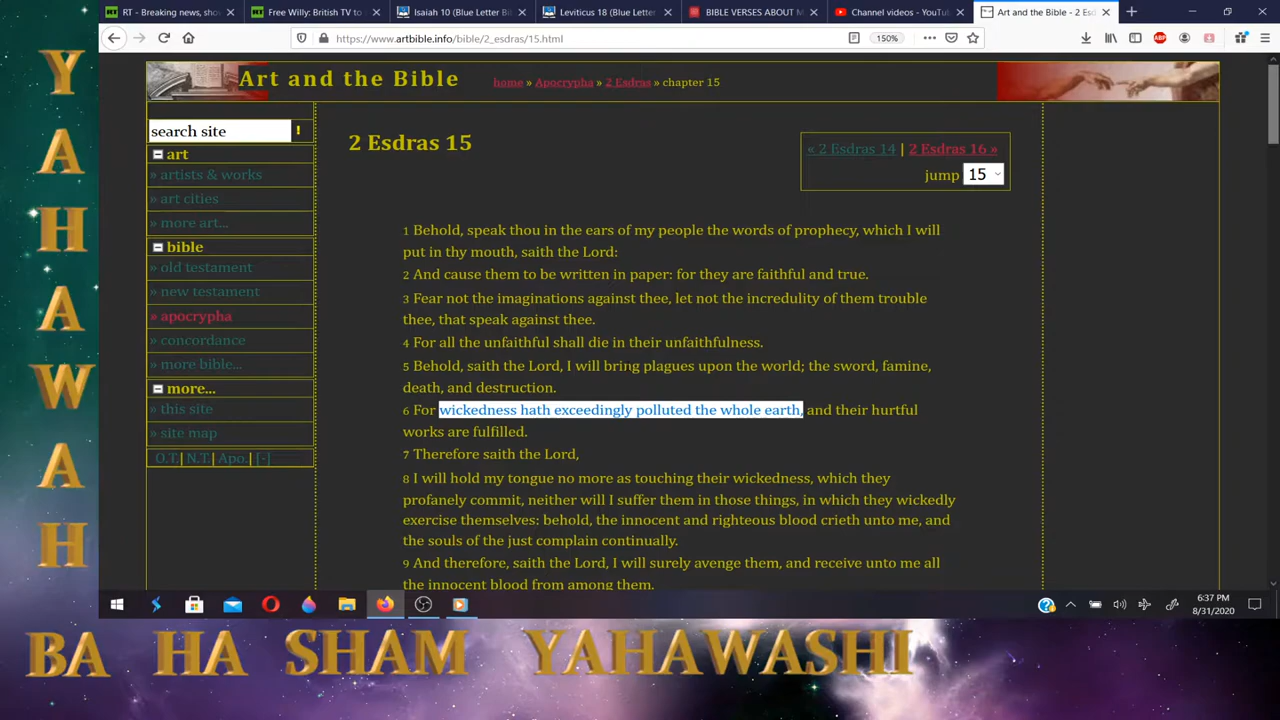 RT - Breaking news, sho
Free Willy: British TV to
Isaiah 10 (Blue Letter Bi
Leviticus 18 (Blue Letter
BIBLE VERSES ABOUT M
Channel videos - YouTu
Art and the Bible - 2 Esd
https://www.artbible.info/bible/2_esdras/15.html
150%
ABP
Art and the Bible
home » Apocrypha » 2 Esdras » chapter 15
search site !
art
» artists & works
» art cities
» more art...
bible
» old testament
» new testament
» apocrypha
» concordance
» more bible...
more...
» this site
» site map
O.T.| N.T.| Apo. [-]
2 Esdras 15
« 2 Esdras 14 | 2 Esdras 16 »
jump 15
1 Behold, speak thou in the ears of my people the words of prophecy, which I will
put in thy mouth, saith the Lord:
2 And cause them to be written in paper: for they are faithful and true.
3 Fear not the imaginations against thee, let not the incredulity of them trouble
thee, that speak against thee.
4 For all the unfaithful shall die in their unfaithfulness.
5 Behold, saith the Lord, I will bring plagues upon the world; the sword, famine,
death, and destruction.
6 For wickedness hath exceedingly polluted the whole earth, and their hurtful
works are fulfilled.
7 Therefore saith the Lord,
8 I will hold my tongue no more as touching their wickedness, which they
profanely commit, neither will I suffer them in those things, in which they wickedly
exercise themselves: behold, the innocent and righteous blood crieth unto me, and
the souls of the just complain continually.
9 And therefore, saith the Lord, I will surely avenge them, and receive unto me all
the innocent blood from among them.
6:37 PM
8/31/2020
YAHAWAH
BA HA SHAM YAHAWASHI